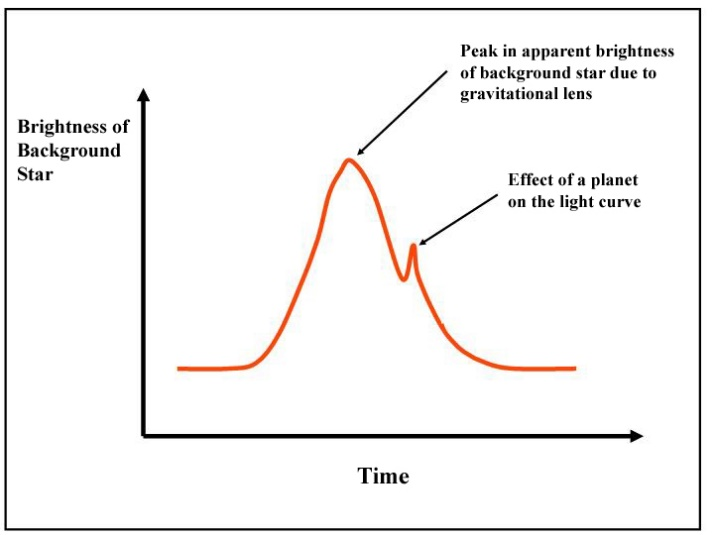 Peak in apparent brightness
of background star due to
gravitational lens
Brightness of
Background
Star
Effect of a planet
on the light curve
Time